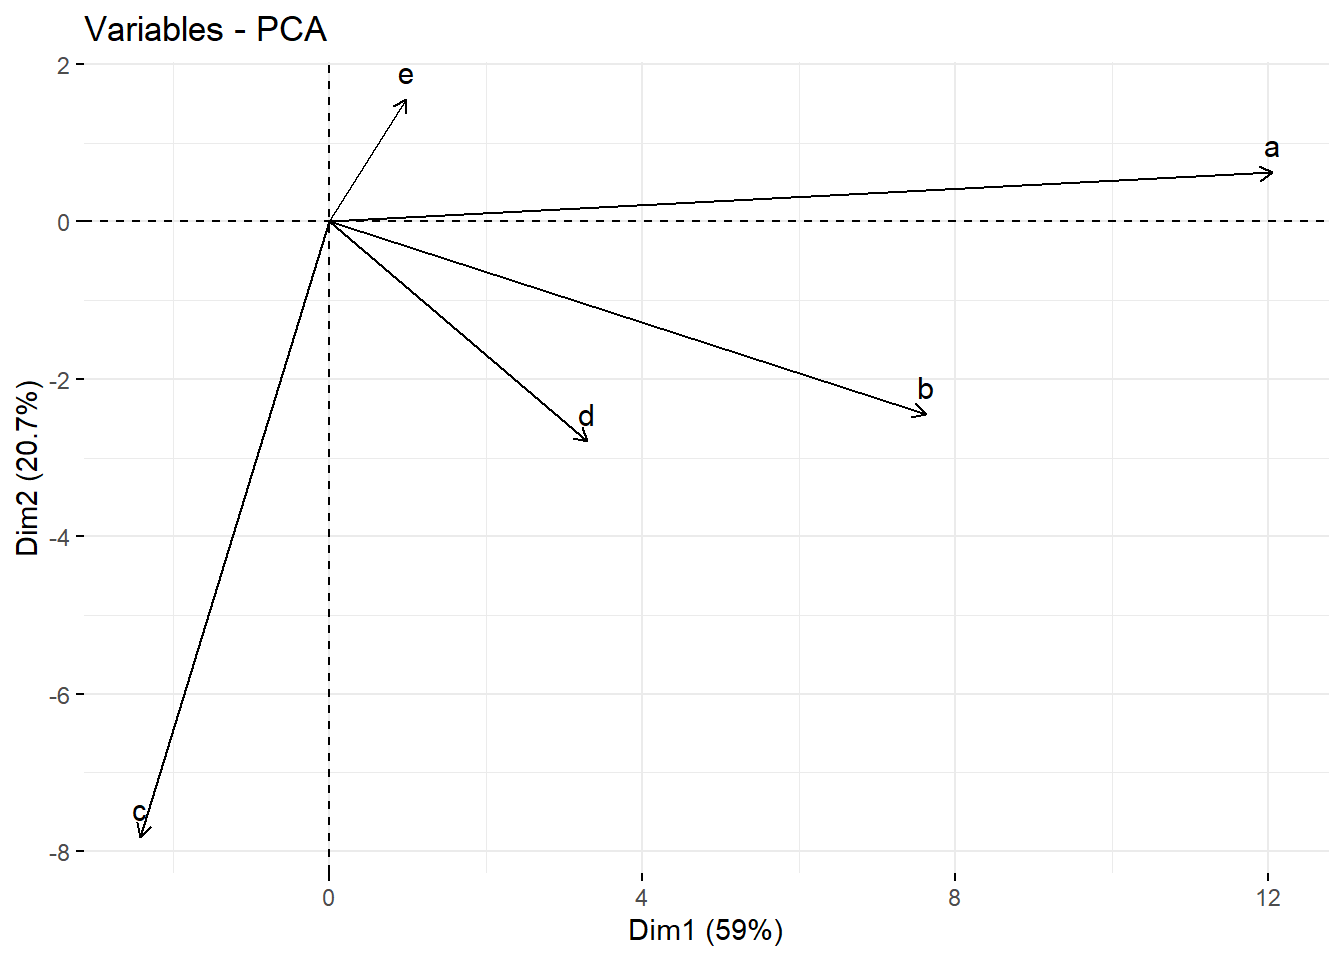 Variables - PCA
2
0
-2
-4
-6
-8
Dim2 (20.7%)
e
a
b
d
c
0 4 8 12
Dim1 (59%)